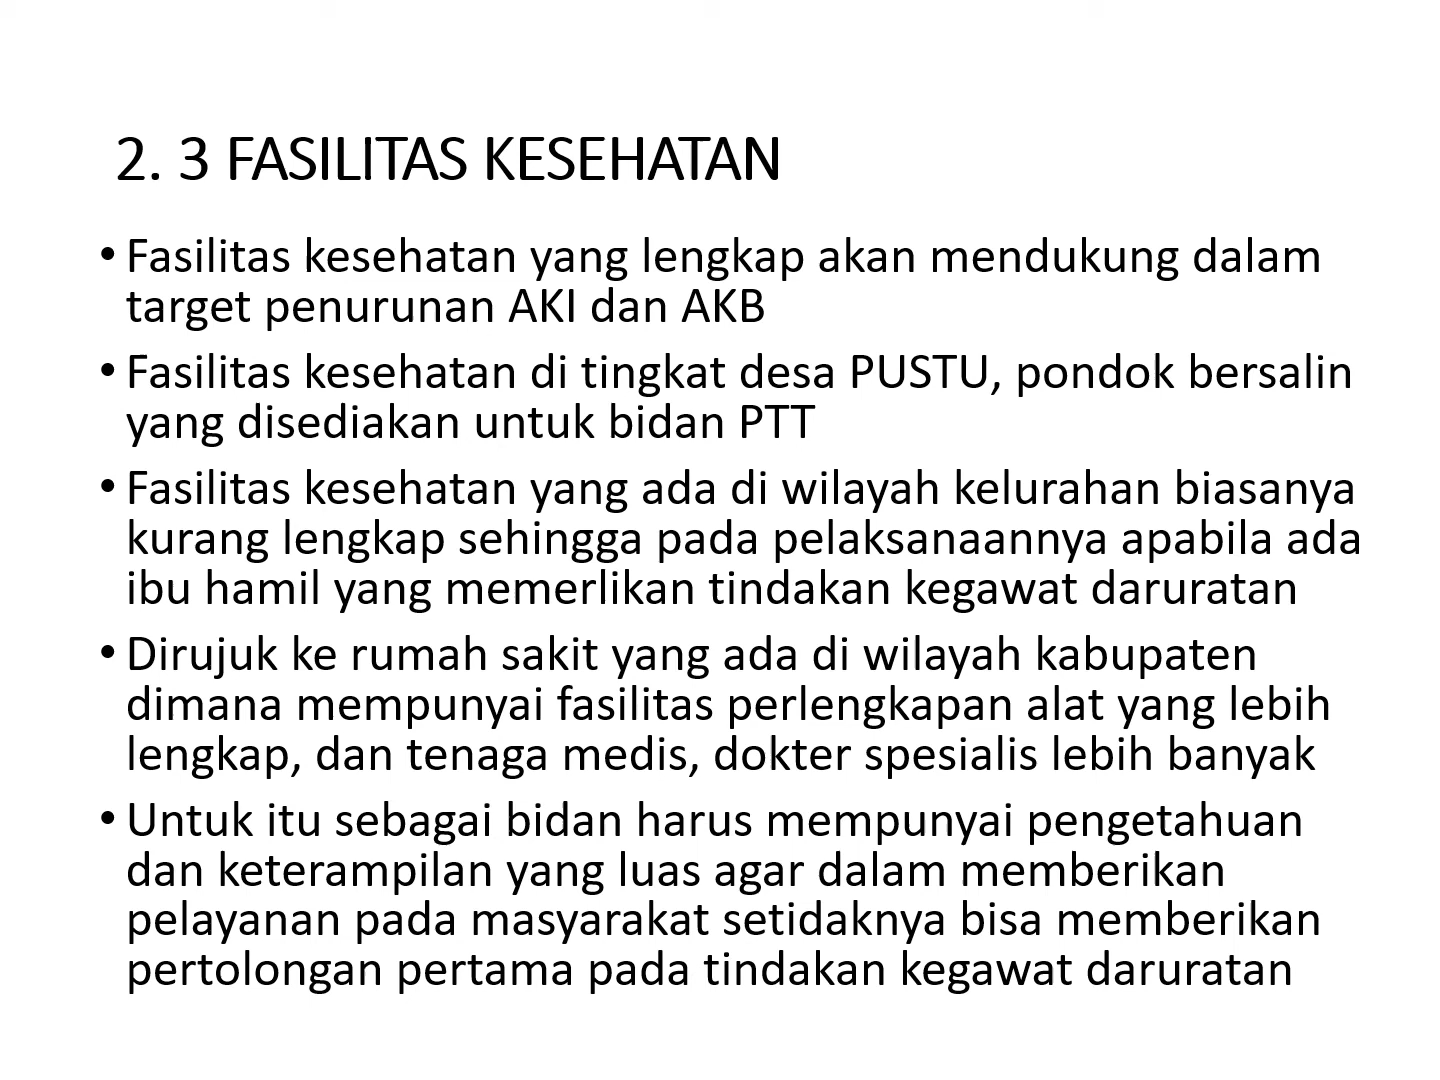 2. 3 FASILITAS KESEHATAN
• Fasilitas kesehatan yang lengkap akan mendukung dalam
target penurunan AKI dan AKB
• Fasilitas kesehatan di tingkat desa PUSTU, pondok bersalin
yang disediakan untuk bidan PTT
• Fasilitas kesehatan yang ada di wilayah kelurahan biasanya
kurang lengkap sehingga pada pelaksanaannya apabila ada
ibu hamil yang memerlikan tindakan kegawat daruratan
• Dirujuk ke rumah sakit yang ada di wilayah kabupaten
dimana mempunyai fasilitas perlengkapan alat yang lebih
lengkap, dan tenaga medis, dokter spesialis lebih banyak
• Untuk itu sebagai bidan harus mempunyai pengetahuan
dan keterampilan yang luas agar dalam memberikan
pelayanan pada masyarakat setidaknya bisa memberikan
pertolongan pertama pada tindakan kegawat daruratan